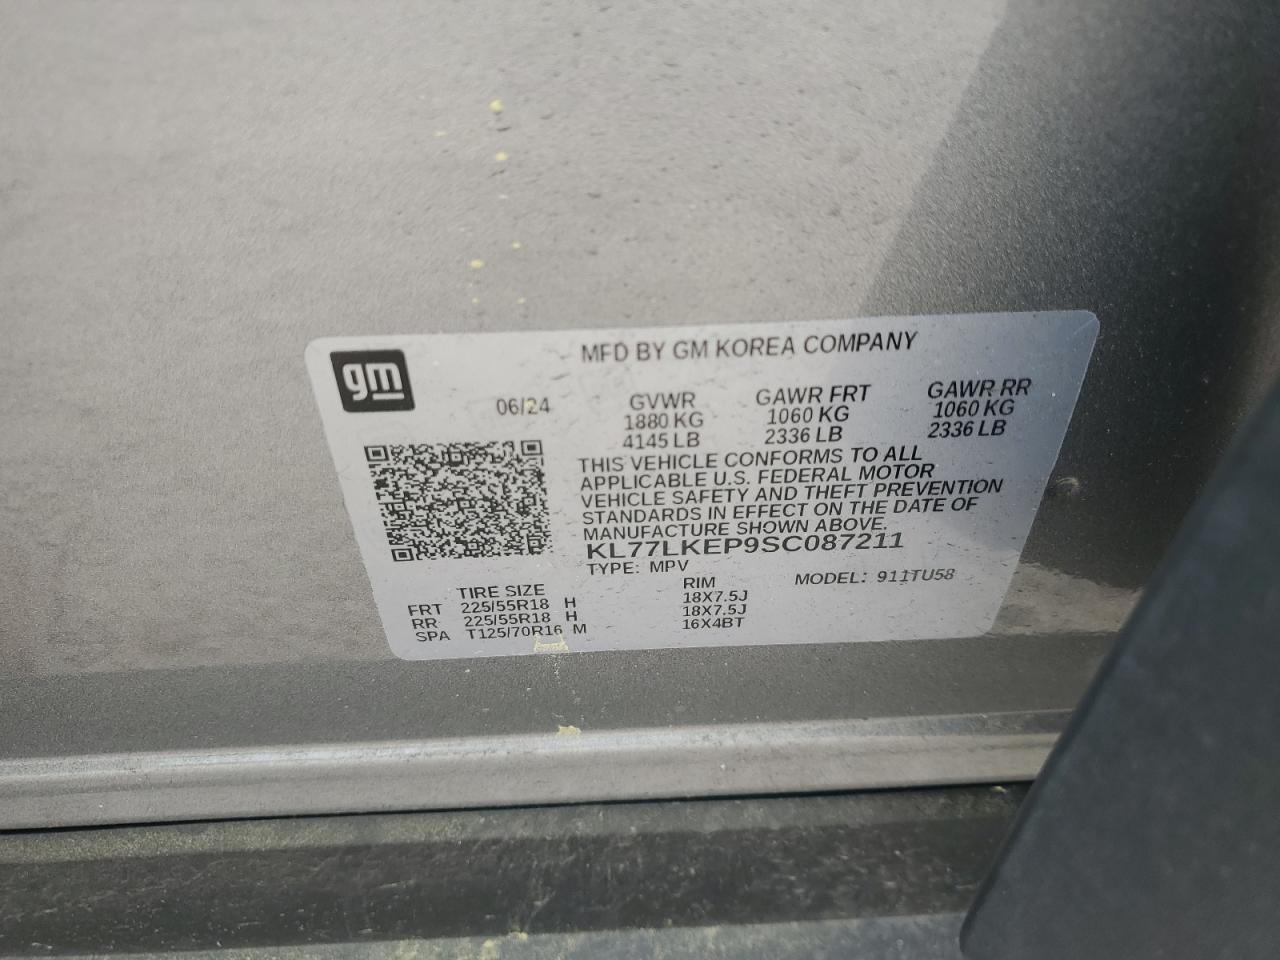 gm
MFD BY GM KOREA COMPANY
06/24 GVWR GAWR FRT GAWR RR
1880 KG 1060 KG 1060 KG
4145 LB 2336 LB 2336 LB
THIS VEHICLE CONFORMS TO ALL
APPLICABLE U.S. FEDERAL MOTOR
VEHICLE SAFETY AND THEFT PREVENTION
STANDARDS IN EFFECT ON THE DATE OF
MANUFACTURE SHOWN ABOVE.
KL77LKEP9SC087211
TYPE: MPV MODEL: 911TU58
TIRE SIZE RIM
FRT 225/55R18 H 18X7.5J
RR 225/55R18 H 18X7.5J
SPA T125/70R16 M 16X4BT